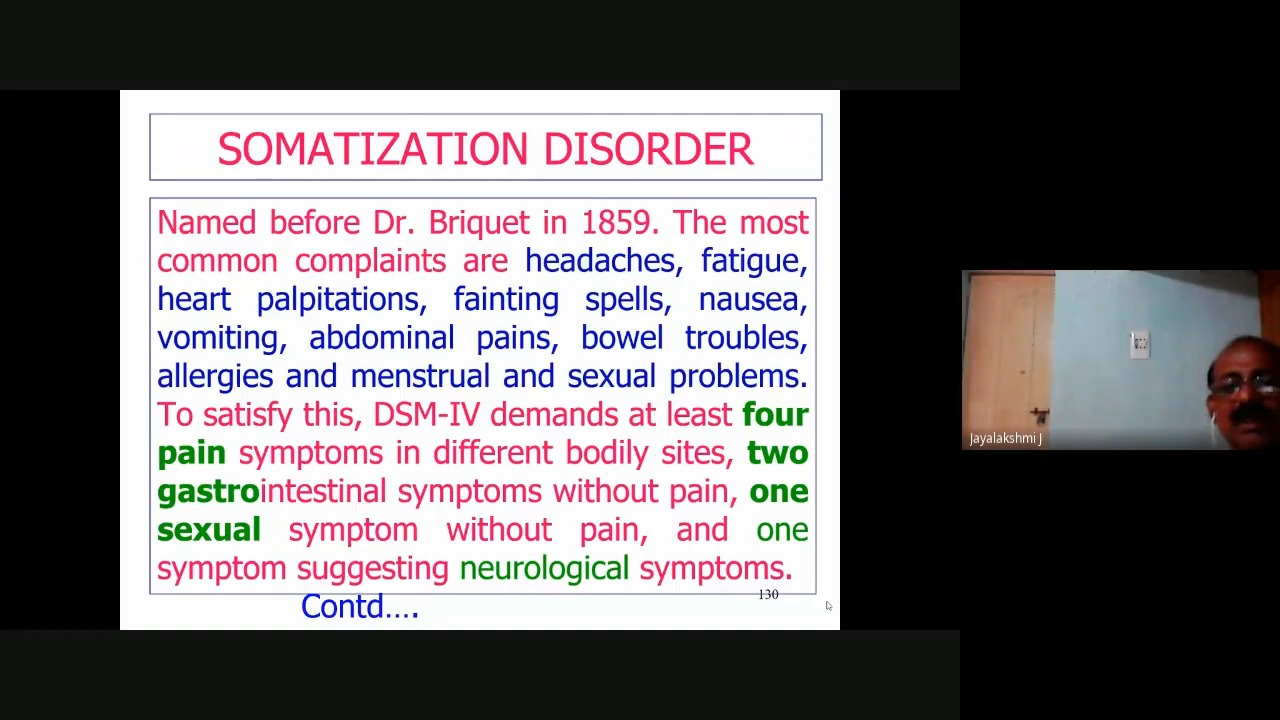 SOMATIZATION DISORDER
Named before Dr. Briquet in 1859. The most
common complaints are headaches, fatigue,
heart palpitations, fainting spells, nausea,
vomiting, abdominal pains, bowel troubles,
allergies and menstrual and sexual problems.
To satisfy this, DSM-IV demands at least four
pain symptoms in different bodily sites, two
gastrointestinal symptoms without pain, one
sexual symptom without pain, and one
symptom suggesting neurological symptoms.
Contd….
130
Jayalakshmi J